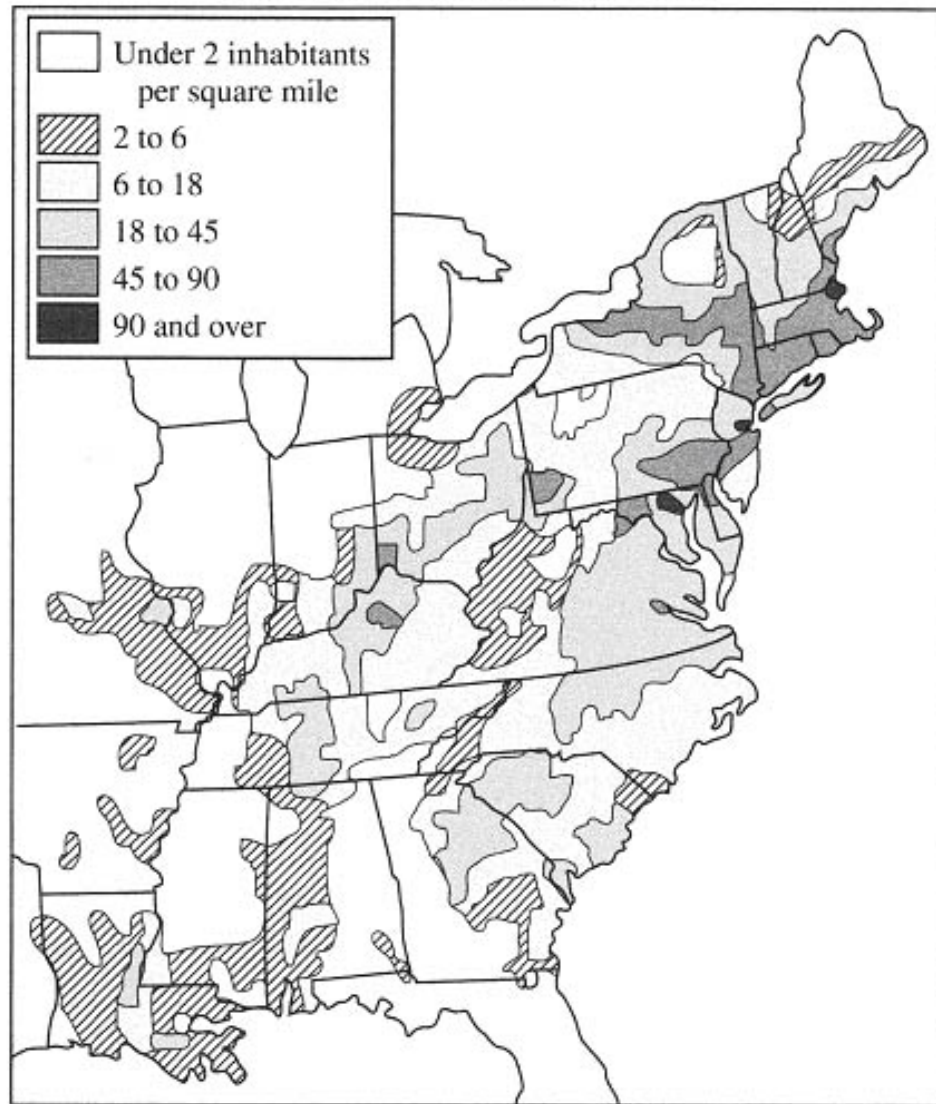 Under 2 inhabitants
per square mile
2 to 6
6 to 18
18 to 45
45 to 90
90 and over